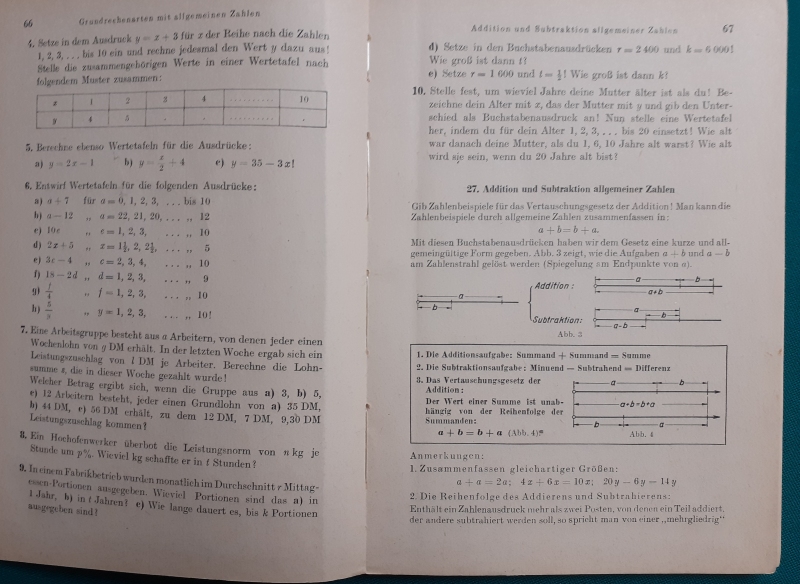 66 Grundrechenarten mit allgemeinen Zahlen
4. Setze in dem Ausdruck y = x + 3 für x der Reihe nach die Zahlen
1, 2, 3, ... bis 10 ein und rechne jedesmal den Wert y dazu aus!
Stelle die zusammengehörigen Werte in einer Wertetafel nach
folgendem Muster zusammen:
x 1 2 3 4 .......... 10
y 4 5 . . .......... .
5. Berechne ebenso Wertetafeln für die Ausdrücke:
a) y = 2x − 1 b) y = x/2 + 4 c) y = 35 − 3x!
6. Entwirf Wertetafeln für die folgenden Ausdrücke:
a) a + 7 für a = 0, 1, 2, 3, ... bis 10
b) a − 12 „ a = 22, 21, 20, ... „ 12
c) 10c „ c = 1, 2, 3, ... „ 10
d) 2x + 5 „ x = 1½, 2, 2½, ... „ 5
e) 3c − 4 „ c = 2, 3, 4, ... „ 10
f) 18 − 2d „ d = 1, 2, 3, ... „ 9
g) f/4 „ f = 1, 2, 3, ... „ 10
h) 5/y „ y = 1, 2, 3, ... „ 10!
7. Eine Arbeitsgruppe besteht aus a Arbeitern, von denen jeder einen
Wochenlohn von g DM erhält. In der letzten Woche ergab sich ein
Leistungszuschlag von l DM je Arbeiter. Berechne die Lohn-
summe s, die in dieser Woche gezahlt wurde!
Welcher Betrag ergibt sich, wenn die Gruppe aus a) 3, b) 5,
c) 12 Arbeitern besteht, jeder einen Grundlohn von a) 35 DM,
b) 44 DM, c) 56 DM erhält, zu dem 12 DM, 7 DM, 9,30 DM
Leistungszuschlag kommen?
8. Ein Hochofenwerker überbot die Leistungsnorm von n kg je
Stunde um p%. Wieviel kg schaffte er in t Stunden?
9. In einem Fabrikbetrieb wurden monatlich im Durchschnitt r Mittag-
essen-Portionen ausgegeben. Wieviel Portionen sind das a) in
1 Jahr, b) in t Jahren? c) Wie lange dauert es, bis k Portionen
ausgegeben sind?
Addition und Subtraktion allgemeiner Zahlen 67
d) Setze in den Buchstabenausdrücken r = 2 400 und k = 6 000!
Wie groß ist dann t!
e) Setze r = 1 600 und t = ½! Wie groß ist dann k!
10. Stelle fest, um wieviel Jahre deine Mutter älter ist als du! Be-
zeichne dein Alter mit x, das der Mutter mit y und gib den Unter-
schied als Buchstabenausdruck an! Nun stelle eine Wertetafel
her, indem du für dein Alter 1, 2, 3, ... bis 20 einsetzt! Wie alt
war danach deine Mutter, als du 1, 6, 10 Jahre alt warst? Wie alt
wird sie sein, wenn du 20 Jahre alt bist?
27. Addition und Subtraktion allgemeiner Zahlen
Gib Zahlenbeispiele für das Vertauschungsgesetz der Addition! Man kann die
Zahlenbeispiele durch allgemeine Zahlen zusammenfassen in:
a + b = b + a.
Mit diesen Buchstabenausdrücken haben wir dem Gesetz eine kurze und all-
gemeingültige Form gegeben. Abb. 3 zeigt, wie die Aufgaben a + b und a − b
am Zahlenstrahl gelöst werden (Spiegelung am Endpunkte von a).
a
b
Addition: a b
a+b
Subtraktion: a
b
a-b
Abb. 3
1. Die Additionsaufgabe: Summand + Summand = Summe
2. Die Subtraktionsaufgabe: Minuend − Subtrahend = Differenz
3. Das Vertauschungsgesetz der
Addition:
Der Wert einer Summe ist unab-
hängig von der Reihenfolge der
Summanden:
a + b = b + a (Abb. 4)
a b
a+b=b+a
b a
Abb. 4
Anmerkungen:
1. Zusammenfassen gleichartiger Größen:
a + a = 2a; 4x + 6x = 10x; 20y − 6y = 14y
2. Die Reihenfolge des Addierens und Subtrahierens:
Enthält ein Zahlenausdruck mehr als zwei Posten, von denen ein Teil addiert,
der andere subtrahiert werden soll, so spricht man von einer „mehrgliedrig“